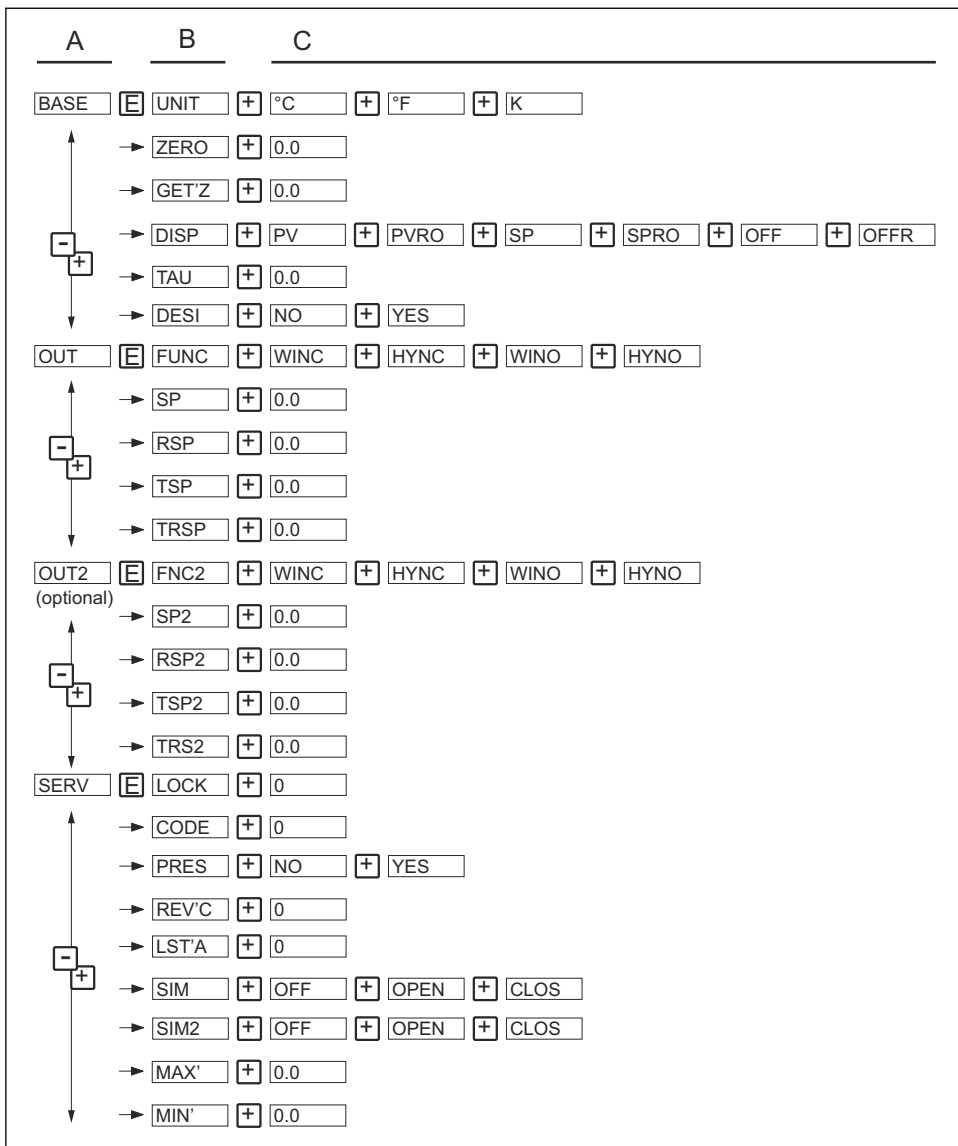 A B C
BASE E UNIT + °C + °F + K
ZERO + 0.0
GET'Z + 0.0
DISP + PV + PVRO + SP + SPRO + OFF + OFFR
- +
TAU + 0.0
DESI + NO + YES
OUT E FUNC + WINC + HYNC + WINO + HYNO
SP + 0.0
- +
RSP + 0.0
TSP + 0.0
TRSP + 0.0
OUT2 E FNC2 + WINC + HYNC + WINO + HYNO
(optional)
SP2 + 0.0
RSP2 + 0.0
- +
TSP2 + 0.0
TRS2 + 0.0
SERV E LOCK + 0
CODE + 0
PRES + NO + YES
REV'C + 0
LST'A + 0
- +
SIM + OFF + OPEN + CLOS
SIM2 + OFF + OPEN + CLOS
MAX' + 0.0
MIN' + 0.0